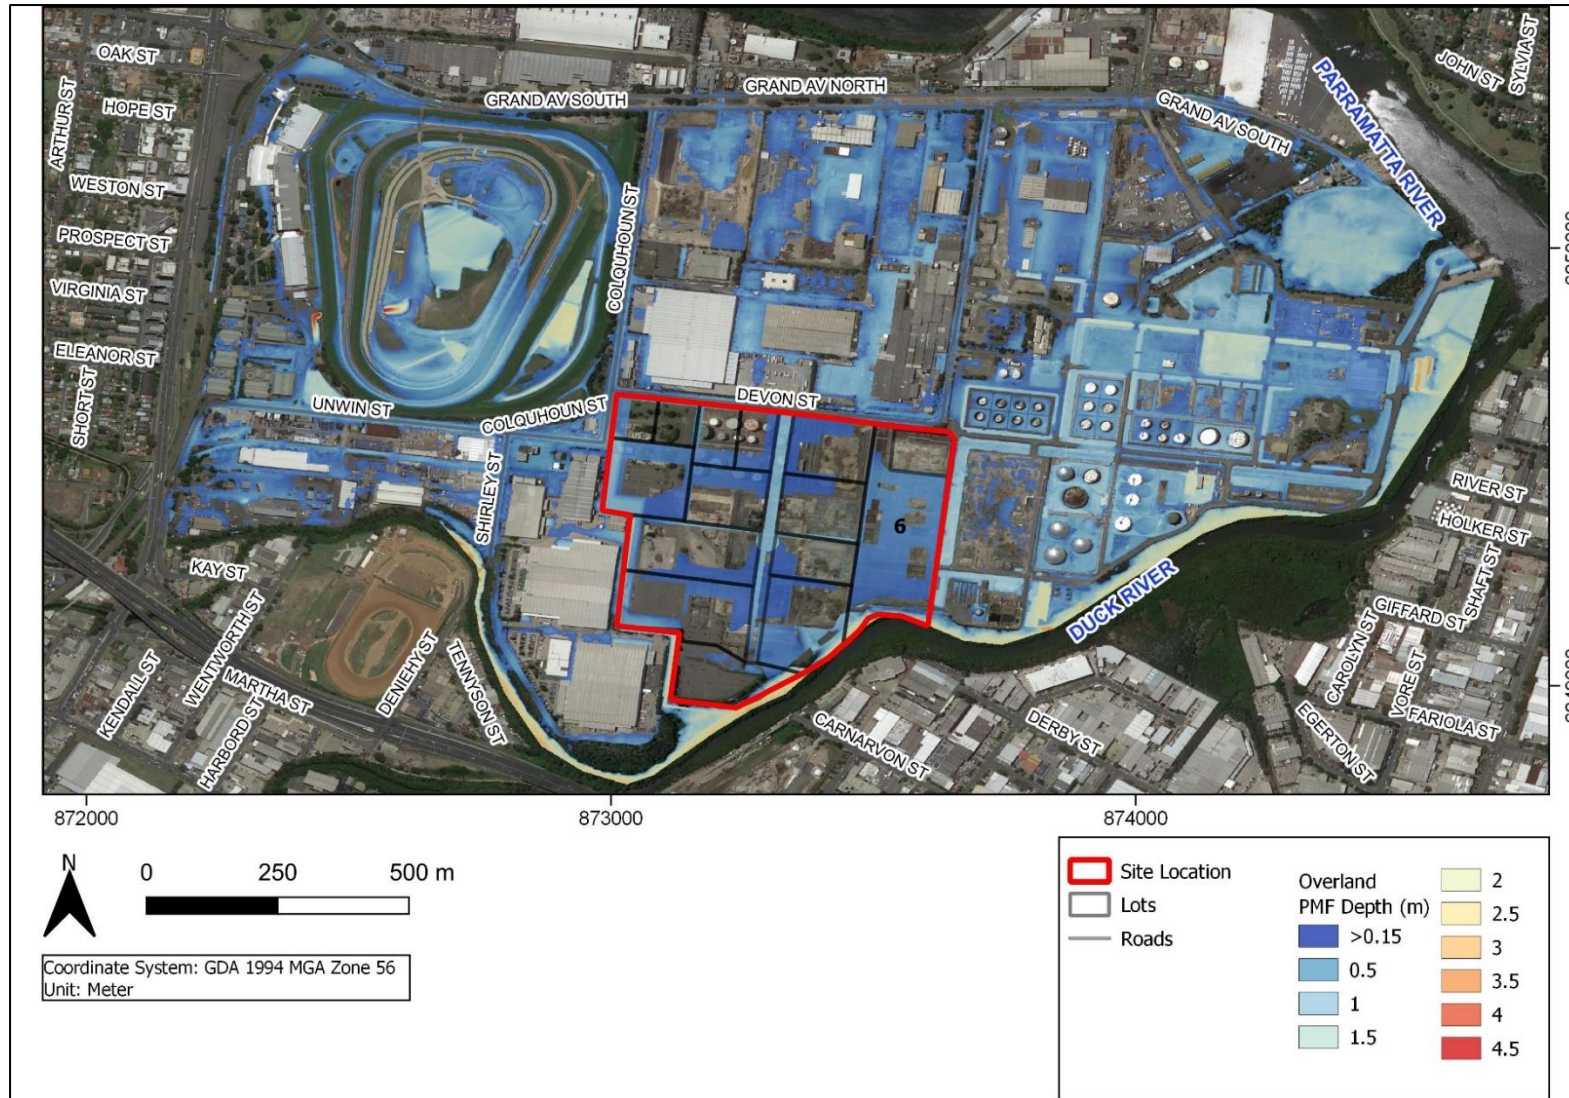 OAK ST
ARTHUR ST
HOPE ST
WESTON ST
PROSPECT ST
VIRGINIA ST
ELEANOR ST
SHORT ST
GRAND AV SOUTH
GRAND AV NORTH
GRAND AV SOUTH
PARRAMATTA RIVER
JOHN ST
SYLVIA ST
COLQUHOUN ST
UNWIN ST
COLQUHOUN ST
DEVON ST
SHIRLEY ST
6
KAY ST
WENTWORTH ST
KENDALL ST
HARBORD ST
MARTHA ST
DENIEHY ST
TENNYSON ST
DUCK RIVER
RIVER ST
HOLKER ST
SHAFT ST
GIFFARD ST
CAROLYN ST
VORE ST
FARIOLA ST
EGERTON ST
DERBY ST
CARNARVON ST
872000
873000
874000
N
0 250 500 m
Coordinate System: GDA 1994 MGA Zone 56
Unit: Meter
Site Location
Lots
Roads
Overland
PMF Depth (m)
>0.15
0.5
1
1.5
2
2.5
3
3.5
4
4.5